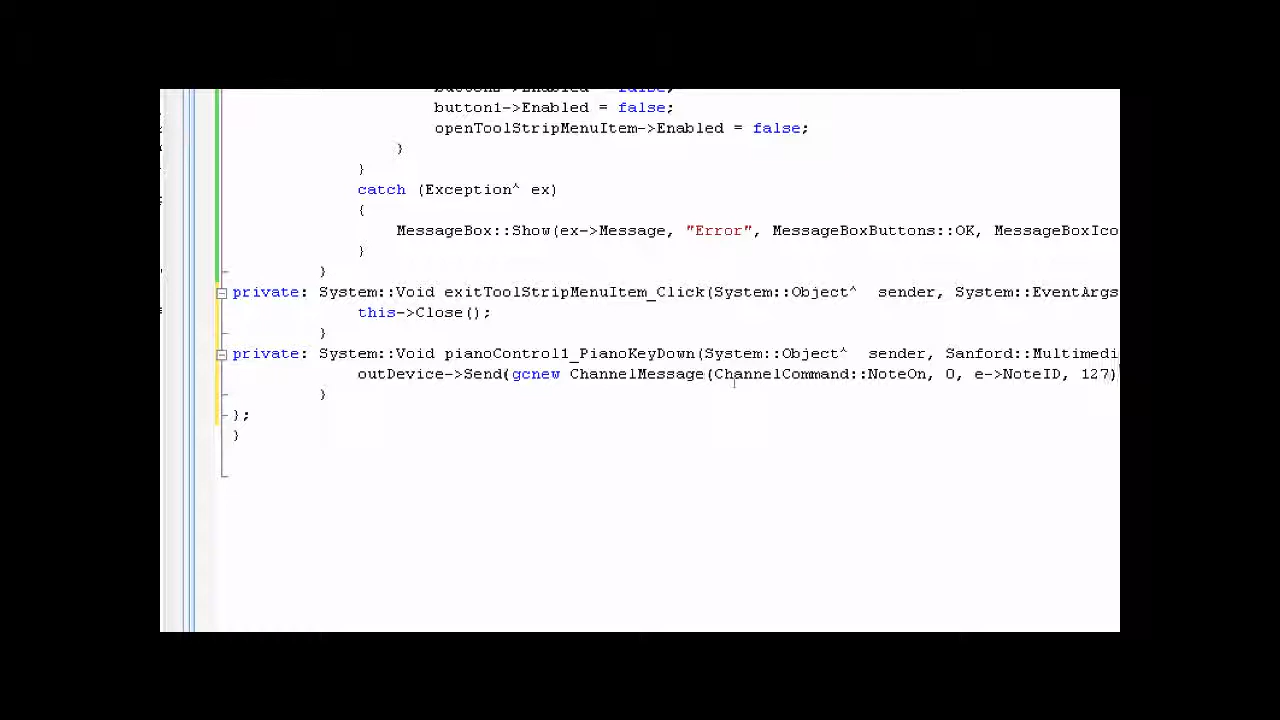 button1->Enabled = false;
openToolStripMenuItem->Enabled = false;
}
}
catch (Exception^ ex)
{
MessageBox::Show(ex->Message, "Error", MessageBoxButtons::OK, MessageBoxIco
}
}
private: System::Void exitToolStripMenuItem_Click(System::Object^  sender, System::EventArgs
this->Close();
}
private: System::Void pianoControl1_PianoKeyDown(System::Object^  sender, Sanford::Multimedi
outDevice->Send(gcnew ChannelMessage(ChannelCommand::NoteOn, 0, e->NoteID, 127)
}
};
}